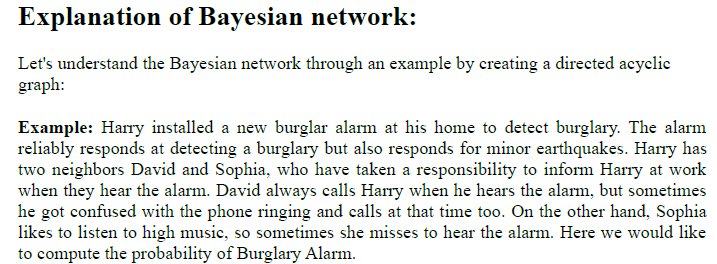 Explanation of Bayesian network:
Let's understand the Bayesian network through an example by creating a directed acyclic
graph:
Example: Harry installed a new burglar alarm at his home to detect burglary. The alarm
reliably responds at detecting a burglary but also responds for minor earthquakes. Harry has
two neighbors David and Sophia, who have taken a responsibility to inform Harry at work
when they hear the alarm. David always calls Harry when he hears the alarm, but sometimes
he got confused with the phone ringing and calls at that time too. On the other hand, Sophia
likes to listen to high music, so sometimes she misses to hear the alarm. Here we would like
to compute the probability of Burglary Alarm.